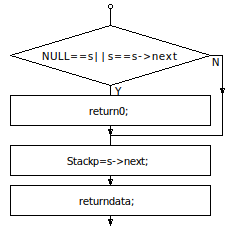 NULL==s||s==s->next
N
Y
return0;
Stackp=s->next;
returndata;